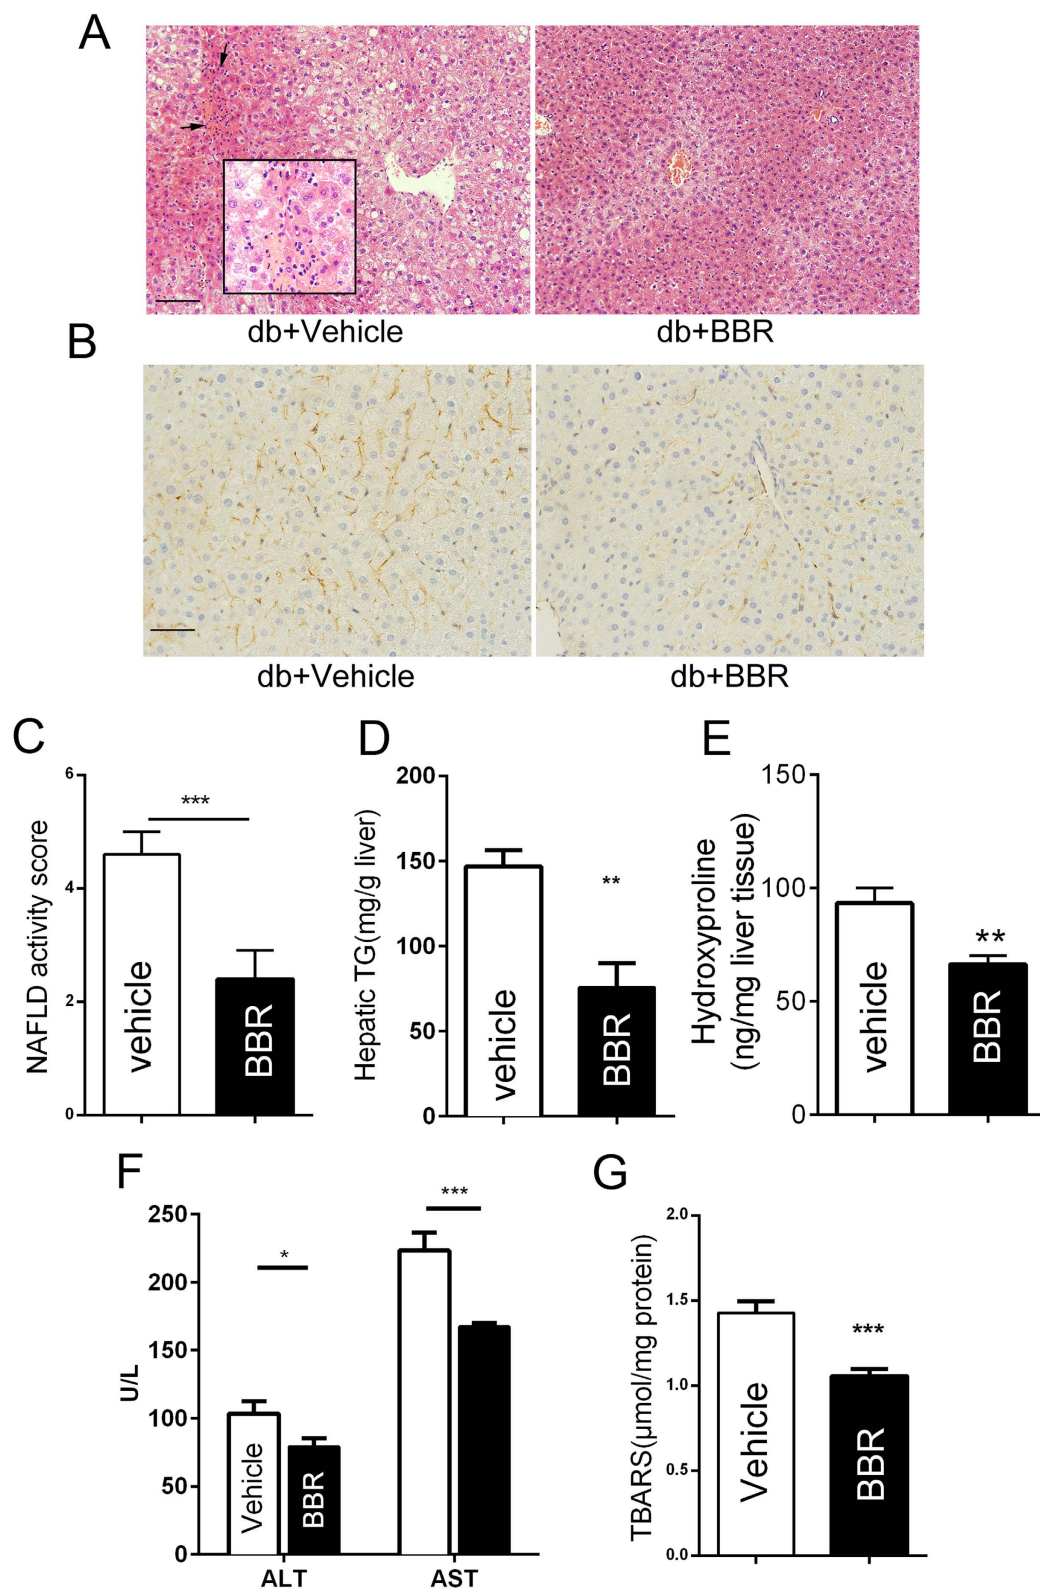 A
db+Vehicle
db+BBR
B
db+Vehicle
db+BBR
C
NAFLD activity score
6
4
2
0
***
vehicle
BBR
D
Hepatic TG(mg/g liver)
200
150
100
50
0
**
vehicle
BBR
E
Hydroxyproline
(ng/mg liver tissue)
150
100
50
0
**
vehicle
BBR
F
U/L
250
200
150
100
50
0
*
***
Vehicle
BBR
ALT
AST
G
TBARS(µmol/mg protein)
2.0
1.5
1.0
0.5
0.0
***
Vehicle
BBR